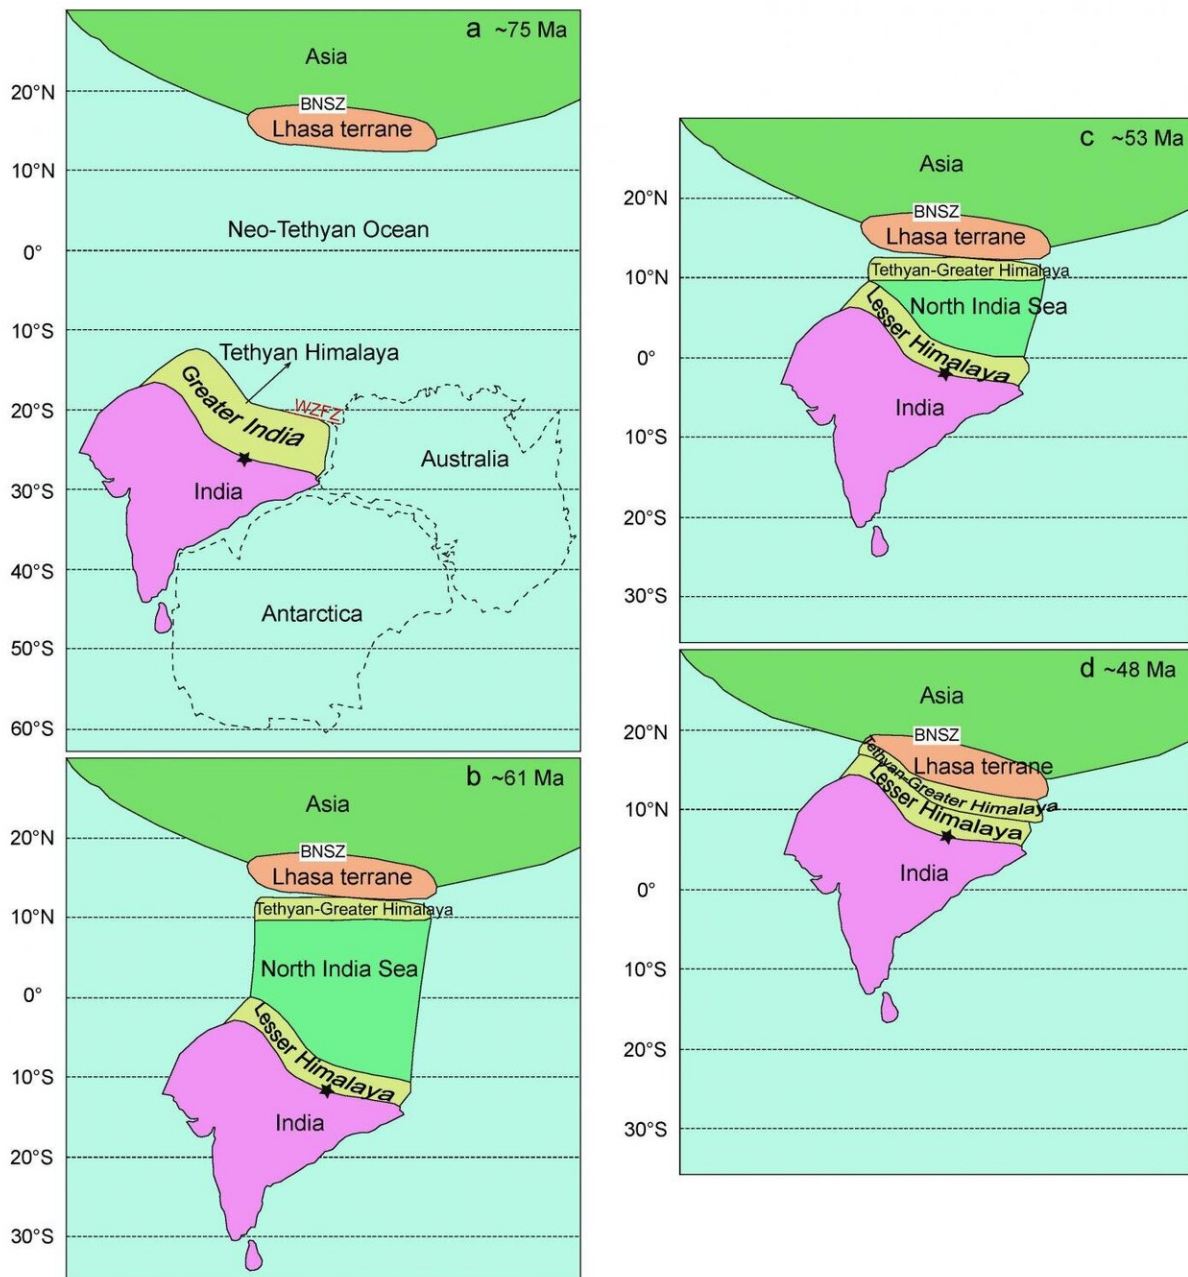 a ~75 Ma
Asia
20°N
BNSZ
Lhasa terrane
10°N
Neo-Tethyan Ocean
0°
10°S
Tethyan Himalaya
Greater India
20°S
WZFZ
Australia
India
30°S
40°S
Antarctica
50°S
60°S
b ~61 Ma
Asia
20°N
BNSZ
Lhasa terrane
Tethyan-Greater Himalaya
10°N
North India Sea
0°
Lesser Himalaya
10°S
India
20°S
30°S
c ~53 Ma
Asia
20°N
BNSZ
Lhasa terrane
Tethyan-Greater Himalaya
10°N
North India Sea
Lesser Himalaya
0°
India
10°S
20°S
30°S
d ~48 Ma
Asia
20°N
BNSZ
Lhasa terrane
Tethyan-Greater Himalaya
10°N
Lesser Himalaya
India
0°
10°S
20°S
30°S